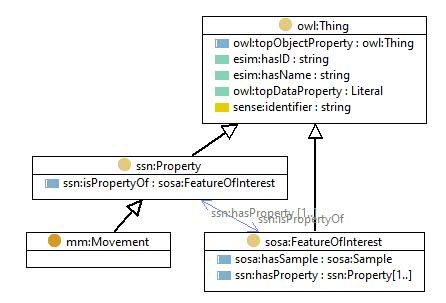 owl:Thing
owl:topObjectProperty : owl:Thing
esim:hasID : string
esim:hasName : string
owl:topDataProperty : Literal
sense:identifier : string
ssn:Property
ssn:isPropertyOf : sosa:FeatureOfInterest
ssn:hasProperty [1..]
ssn:isPropertyOf
mm:Movement
sosa:FeatureOfInterest
sosa:hasSample : sosa:Sample
ssn:hasProperty : ssn:Property[1..]